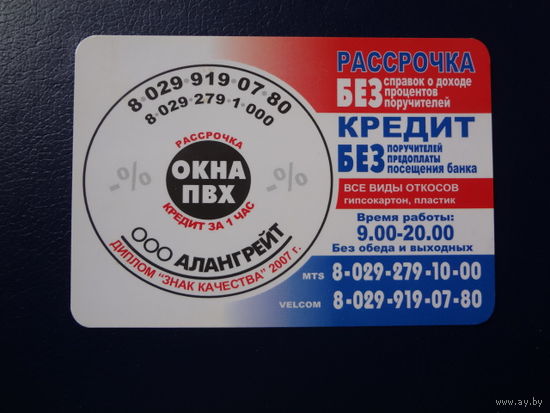 8·029·919·07·80
8·029·279·1·000
РАССРОЧКА
-% ОКНА ПВХ -%
КРЕДИТ ЗА 1 ЧАС
ООО АЛАНГРЕЙТ
ДИПЛОМ "ЗНАК КАЧЕСТВА" 2007 г.
РАССРОЧКА
БЕЗ справок о доходе
процентов
поручителей
КРЕДИТ
БЕЗ ПОРУЧИТЕЛЕЙ
ПРЕДОПЛАТЫ
посещения банка
ВСЕ ВИДЫ ОТКОСОВ
гипсокартон, пластик
Время работы:
9.00-20.00
Без обеда и выходных
MTS 8-029-279-10-00
VELCOM 8-029-919-07-80
www.ay.by